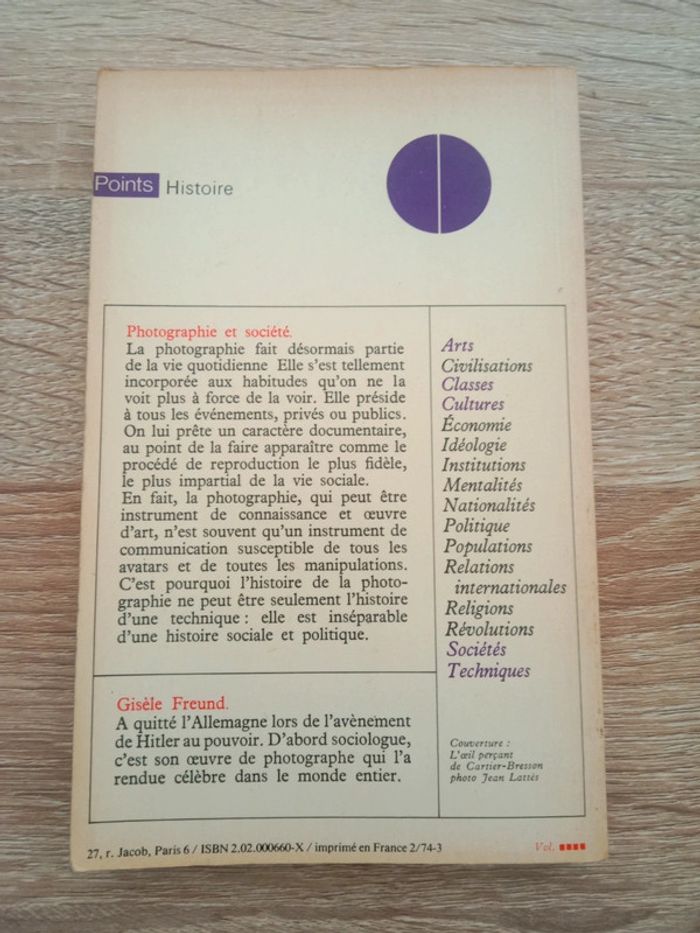 Points Histoire
Photographie et société.
La photographie fait désormais partie
de la vie quotidienne Elle s'est tellement
incorporée aux habitudes qu'on ne la
voit plus à force de la voir. Elle préside
à tous les événements, privés ou publics.
On lui prête un caractère documentaire,
au point de la faire apparaître comme le
procédé de reproduction le plus fidèle,
le plus impartial de la vie sociale.
En fait, la photographie, qui peut être
instrument de connaissance et œuvre
d'art, n'est souvent qu'un instrument de
communication susceptible de tous les
avatars et de toutes les manipulations.
C'est pourquoi l'histoire de la photo-
graphie ne peut être seulement l'histoire
d'une technique : elle est inséparable
d'une histoire sociale et politique.
Gisèle Freund.
A quitté l'Allemagne lors de l'avènement
de Hitler au pouvoir. D'abord sociologue,
c'est son œuvre de photographe qui l'a
rendue célèbre dans le monde entier.
Arts
Civilisations
Classes
Cultures
Économie
Idéologie
Institutions
Mentalités
Nationalités
Politique
Populations
Relations
internationales
Religions
Révolutions
Sociétés
Techniques
Couverture :
L'œil perçant
de Cartier-Bresson
photo Jean Lattès
27, r. Jacob, Paris 6 / ISBN 2.02.000660-X / imprimé en France 2/74-3
Vol.